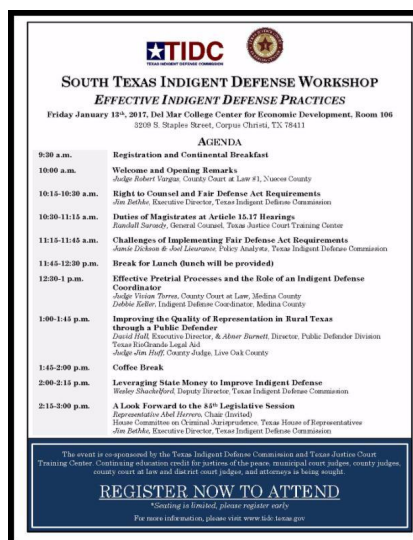 TIDC
TEXAS INDIGENT DEFENSE COMMISSION
SOUTH TEXAS INDIGENT DEFENSE WORKSHOP
EFFECTIVE INDIGENT DEFENSE PRACTICES
Friday January 13th, 2017, Del Mar College Center for Economic Development, Room 106
3209 S. Staples Street, Corpus Christi, TX 78411
AGENDA
9:30 a.m. Registration and Continental Breakfast
10:00 a.m. Welcome and Opening Remarks
Judge Robert Vargas, County Court at Law #1, Nueces County
10:15-10:30 a.m. Right to Counsel and Fair Defense Act Requirements
Jim Bethke, Executive Director, Texas Indigent Defense Commission
10:30-11:15 a.m. Duties of Magistrates at Article 15.17 Hearings
Randall Sarosdy, General Counsel, Texas Justice Court Training Center
11:15-11:45 a.m. Challenges of Implementing Fair Defense Act Requirements
Jamie Dickson & Joel Lieurance, Policy Analysts, Texas Indigent Defense Commission
11:45-12:30 p.m. Break for Lunch (lunch will be provided)
12:30-1 p.m. Effective Pretrial Processes and the Role of an Indigent Defense
Coordinator
Judge Vivian Torres, County Court at Law, Medina County
Debbie Keller, Indigent Defense Coordinator, Medina County
1:00-1:45 p.m. Improving the Quality of Representation in Rural Texas
through a Public Defender
David Hall, Executive Director, & Abner Burnett, Director, Public Defender Division
Texas RioGrande Legal Aid
Judge Jim Huff, County Judge, Live Oak County
1:45-2:00 p.m. Coffee Break
2:00-2:15 p.m. Leveraging State Money to Improve Indigent Defense
Wesley Shackelford, Deputy Director, Texas Indigent Defense Commission
2:15-3:00 p.m. A Look Forward to the 85th Legislative Session
Representative Abel Herrero, Chair (Invited)
House Committee on Criminal Jurisprudence, Texas House of Representatives
Jim Bethke, Executive Director, Texas Indigent Defense Commission
The event is co-sponsored by the Texas Indigent Defense Commission and Texas Justice Court
Training Center. Continuing education credit for justices of the peace, municipal court judges, county judges,
county court at law and district court judges, and attorneys is being sought.
REGISTER NOW TO ATTEND
*Seating is limited, please register early
For more information, please visit www.tidc.texas.gov